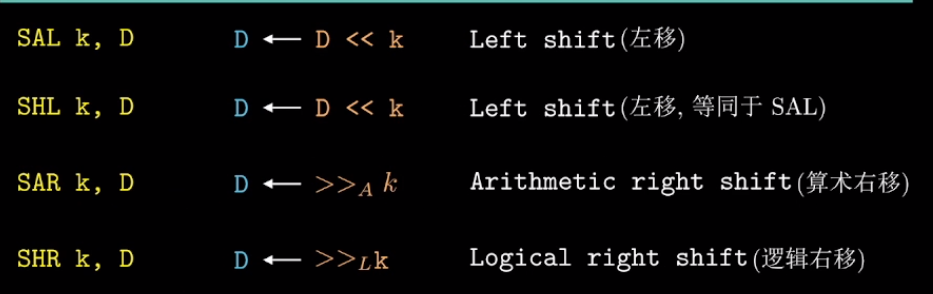 SAL k, D D ← D << k Left shift(左移)
SHL k, D D ← D << k Left shift(左移, 等同于 SAL)
SAR k, D D ← >>A k Arithmetic right shift(算术右移)
SHR k, D D ← >>L k Logical right shift(逻辑右移)